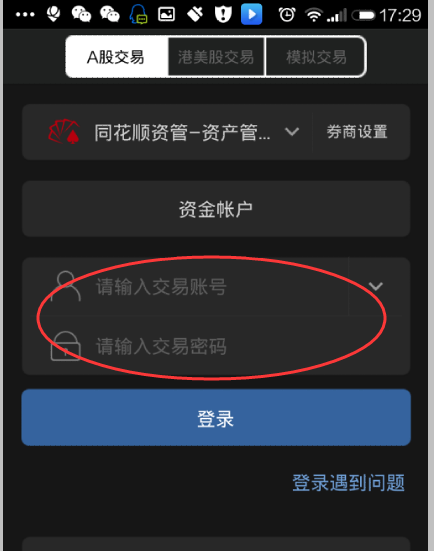 17:29
A股交易 港美股交易 模拟交易
同花顺资管-资产管... 券商设置
资金帐户
请输入交易账号
请输入交易密码
登录
登录遇到问题